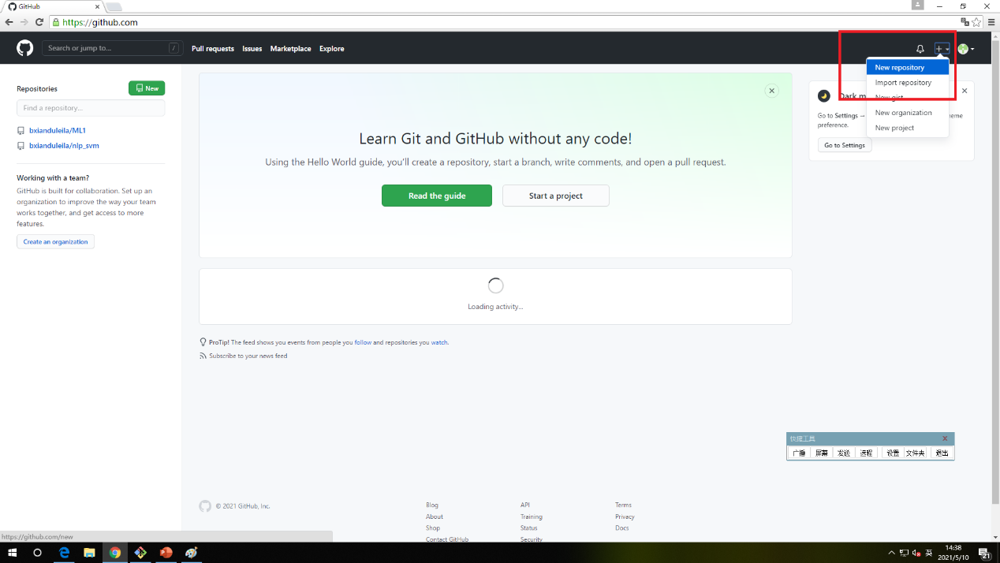 GitHub
https://github.com
Search or jump to...
/
Pull requests
Issues
Marketplace
Explore
New repository
Import repository
New gist
New organization
New project
Repositories
New
Find a repository...
bxianduleila/ML1
bxianduleila/nlp_svm
Working with a team?
GitHub is built for collaboration. Set up an
organization to improve the way your team
works together, and get access to more
features.
Create an organization
Learn Git and GitHub without any code!
Using the Hello World guide, you'll create a repository, start a branch, write comments, and open a pull request.
Read the guide
Start a project
Dark m
Go to Settings → eme
preference.
Go to Settings
Loading activity...
ProTip! The feed shows you events from people you follow and repositories you watch.
Subscribe to your news feed
快捷工具
广播 屏幕 发送 远程 设置 文件夹 退出
© 2021 GitHub, Inc.
Blog
About
Shop
Contact GitHub
API
Training
Status
Security
Terms
Privacy
Docs
https://github.com/new
英
14:38
2021/5/10
21